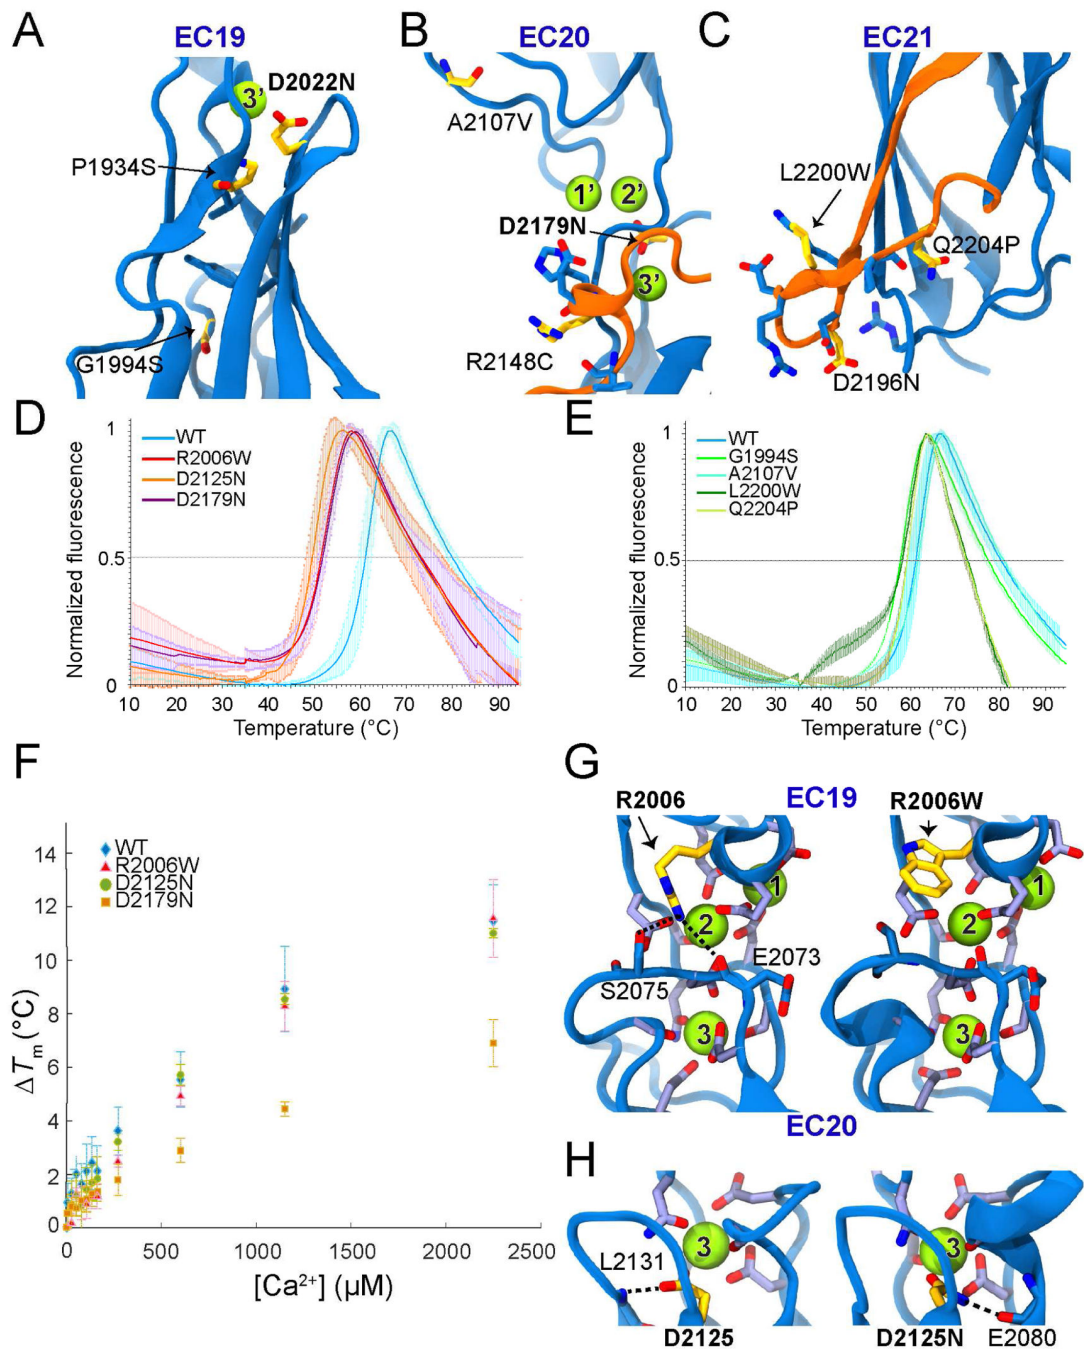 A
EC19
3'
D2022N
P1934S
G1994S
B
EC20
A2107V
1'
2'
D2179N
3'
R2148C
C
EC21
L2200W
Q2204P
D2196N
D
Normalized fluorescence
1
0.5
0
WT
R2006W
D2125N
D2179N
10 20 30 40 50 60 70 80 90
Temperature (°C)
E
Normalized fluorescence
1
0.5
0
WT
G1994S
A2107V
L2200W
Q2204P
10 20 30 40 50 60 70 80 90
Temperature (°C)
F
ΔTm (°C)
14
12
10
8
6
4
2
0
WT
R2006W
D2125N
D2179N
0 500 1000 1500 2000 2500
[Ca2+] (µM)
G
EC19
R2006
1
2
E2073
S2075
3
R2006W
1
2
3
EC20
H
3
L2131
D2125
3
D2125N
E2080